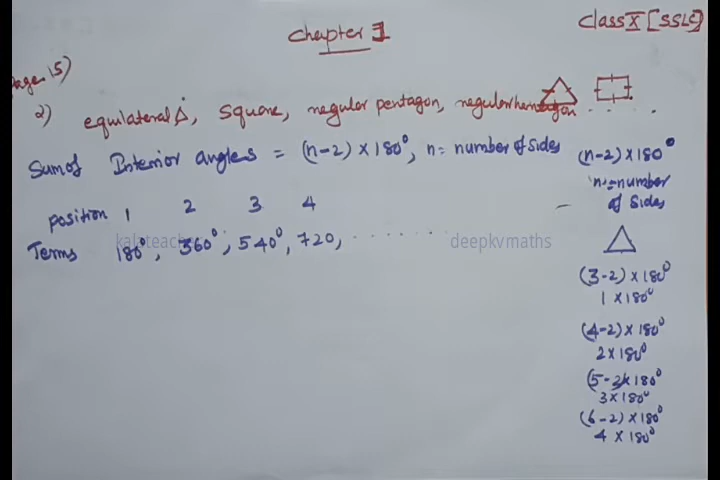 Chapter 1
Class X [SSLC]
Page 15)
2) equilateral Δ, Square, regular pentagon, regular hexagon, . . . .
Sum of Interior angles = (n-2) × 180°, n = number of Sides
(n-2) × 180°
n = number
of Sides
position 1 2 3 4
Terms 180°, 360°, 540°, 720, . . . . . . .
deepkvmaths
(3-2) × 180°
1 × 180°
(4-2) × 180°
2 × 180°
(5-2) × 180°
3 × 180°
(6-2) × 180°
4 × 180°